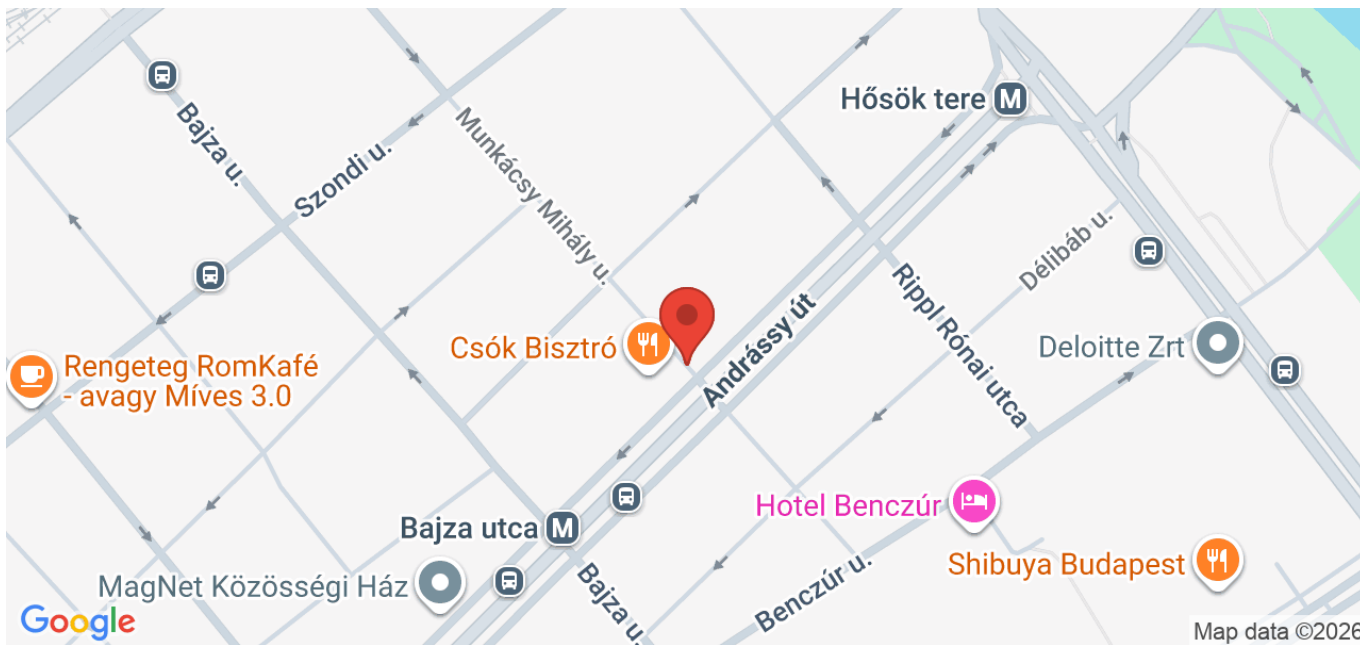 Hősök tere
M
Bajza u.
Szondi u.
Munkácsy Mihály u.
Délibáb u.
Rippl Rónai utca
Andrássy út
Csók Bisztró
Deloitte Zrt
Rengeteg RomKafé
- avagy Míves 3.0
Hotel Benczúr
Bajza utca
M
Shibuya Budapest
MagNet Közösségi Ház
Bajza u.
Benczúr u.
Google
Map data ©2026